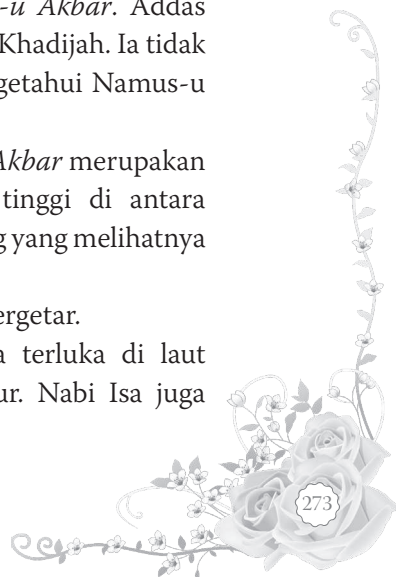 -u Akbar. Addas
Khadijah. Ia tidak
getahui Namus-u
Akbar merupakan
tinggi di antara
g yang melihatnya
ergetar.
a terluka di laut
ur. Nabi Isa juga
273